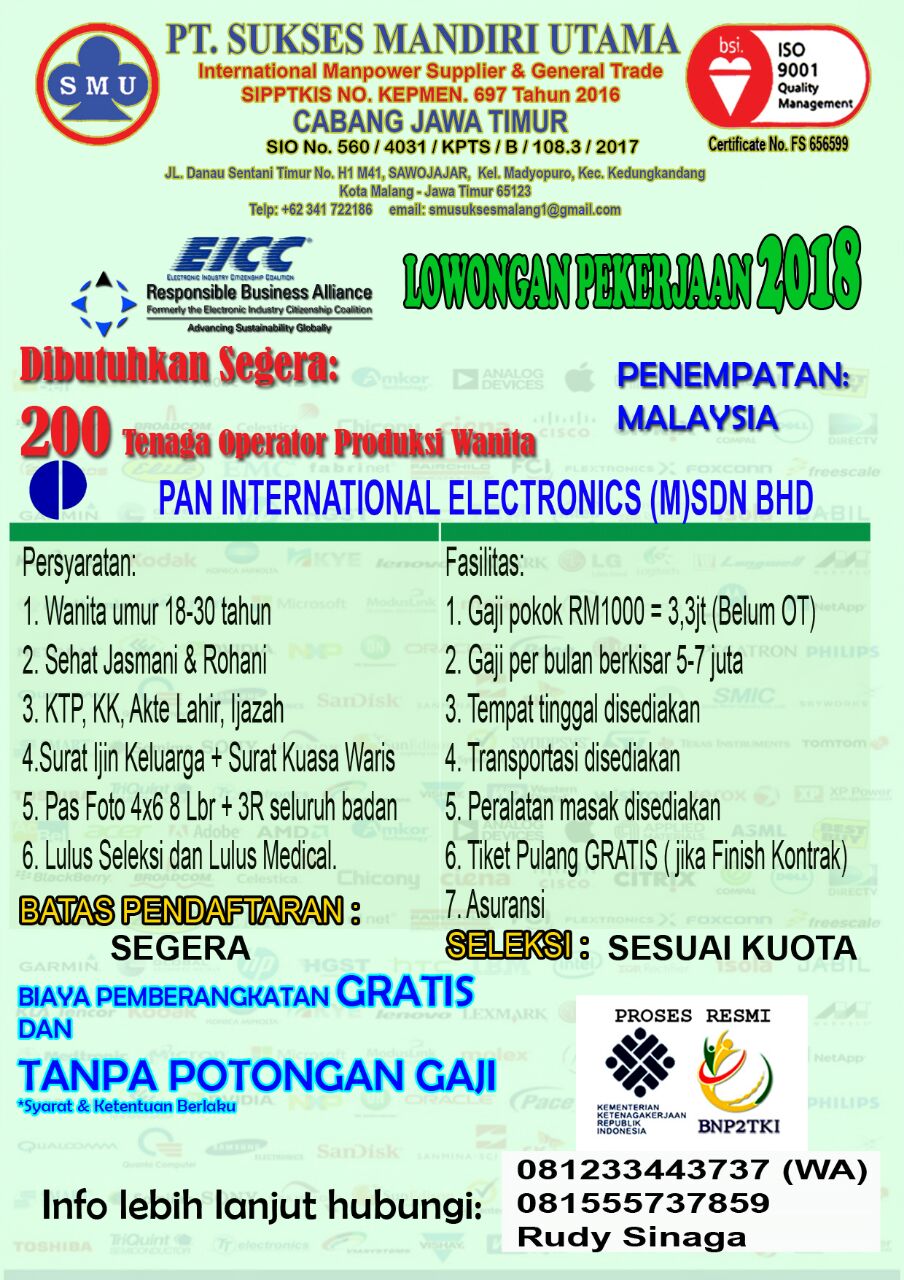 SMU
PT. SUKSES MANDIRI UTAMA
International Manpower Supplier & General Trade
SIPPTKIS NO. KEPMEN. 697 Tahun 2016
CABANG JAWA TIMUR
SIO No. 560 / 4031 / KPTS / B / 108.3 / 2017
bsi.
ISO
9001
Quality
Management
Certificate No. FS 656599
JL. Danau Sentani Timur No. H1 M41, SAWOJAJAR, Kel. Madyopuro, Kec. Kedungkandang
Kota Malang - Jawa Timur 65123
Telp: +62 341 722186 email: smusuksesmalang1@gmail.com
EICC
ELECTRONIC INDUSTRY CITIZENSHIP COALITION
Responsible Business Alliance
Formerly the Electronic Industry Citizenship Coalition
Advancing Sustainability Globally
LOWONGAN PEKERJAAN 2018
Dibutuhkan Segera:
200 Tenaga Operator Produksi Wanita
PENEMPATAN:
MALAYSIA
PAN INTERNATIONAL ELECTRONICS (M)SDN BHD
Persyaratan:
1. Wanita umur 18-30 tahun
2. Sehat Jasmani & Rohani
3. KTP, KK, Akte Lahir, Ijazah
4.Surat Ijin Keluarga + Surat Kuasa Waris
5. Pas Foto 4x6 8 Lbr + 3R seluruh badan
6. Lulus Seleksi dan Lulus Medical.
Fasilitas:
1. Gaji pokok RM1000 = 3,3jt (Belum OT)
2. Gaji per bulan berkisar 5-7 juta
3. Tempat tinggal disediakan
4. Transportasi disediakan
5. Peralatan masak disediakan
6. Tiket Pulang GRATIS ( jika Finish Kontrak)
7. Asuransi
BATAS PENDAFTARAN :
SEGERA
SELEKSI : SESUAI KUOTA
BIAYA PEMBERANGKATAN GRATIS
DAN
TANPA POTONGAN GAJI
*Syarat & Ketentuan Berlaku
PROSES RESMI
KEMENTERIAN
KETENAGAKERJAAN
REPUBLIK
INDONESIA
BNP2TKI
Info lebih lanjut hubungi:
081233443737 (WA)
081555737859
Rudy Sinaga